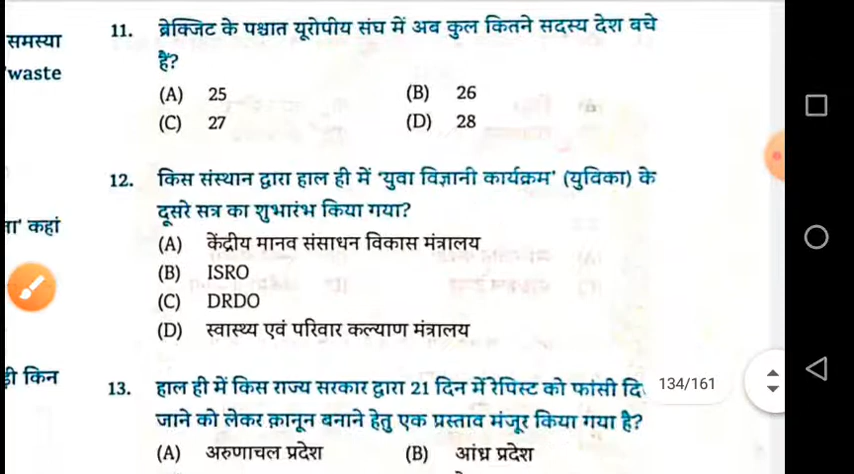 समस्या
waste
ा' कहां
ड़ी किन
11. ब्रेक्जिट के पश्चात यूरोपीय संघ में अब कुल कितने सदस्य देश बचे
हैं?
(A) 25 (B) 26
(C) 27 (D) 28
12. किस संस्थान द्वारा हाल ही में 'युवा विज्ञानी कार्यक्रम' (युविका) के
दूसरे सत्र का शुभारंभ किया गया?
(A) केंद्रीय मानव संसाधन विकास मंत्रालय
(B) ISRO
(C) DRDO
(D) स्वास्थ्य एवं परिवार कल्याण मंत्रालय
13. हाल ही में किस राज्य सरकार द्वारा 21 दिन में रेपिस्ट को फांसी दि
134/161
जाने को लेकर क़ानून बनाने हेतु एक प्रस्ताव मंजूर किया गया है?
(A) अरुणाचल प्रदेश (B) आंध्र प्रदेश